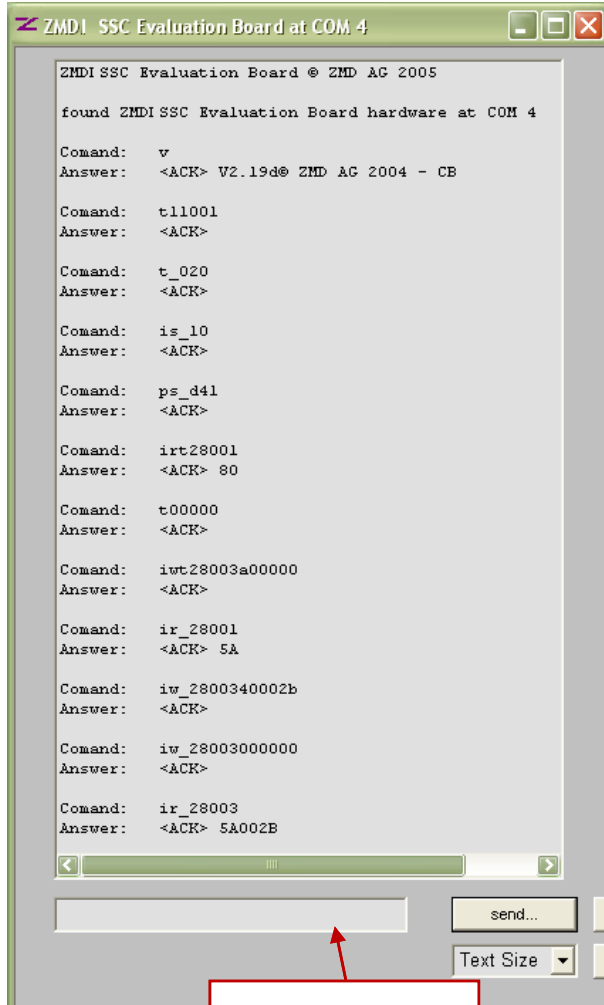 ZMDI SSC Evaluation Board at COM 4
ZMDI SSC Evaluation Board © ZMD AG 2005
found ZMDI SSC Evaluation Board hardware at COM 4
Comand: v
Answer: <ACK> V2.19d© ZMD AG 2004 - CB
Comand: t11001
Answer: <ACK>
Comand: t_020
Answer: <ACK>
Comand: is_10
Answer: <ACK>
Comand: ps_d41
Answer: <ACK>
Comand: irt28001
Answer: <ACK> 80
Comand: t00000
Answer: <ACK>
Comand: iwt28003a00000
Answer: <ACK>
Comand: ir_28001
Answer: <ACK> 5A
Comand: iw_2800340002b
Answer: <ACK>
Comand: iw_28003000000
Answer: <ACK>
Comand: ir_28003
Answer: <ACK> 5A002B
send...
Text Size